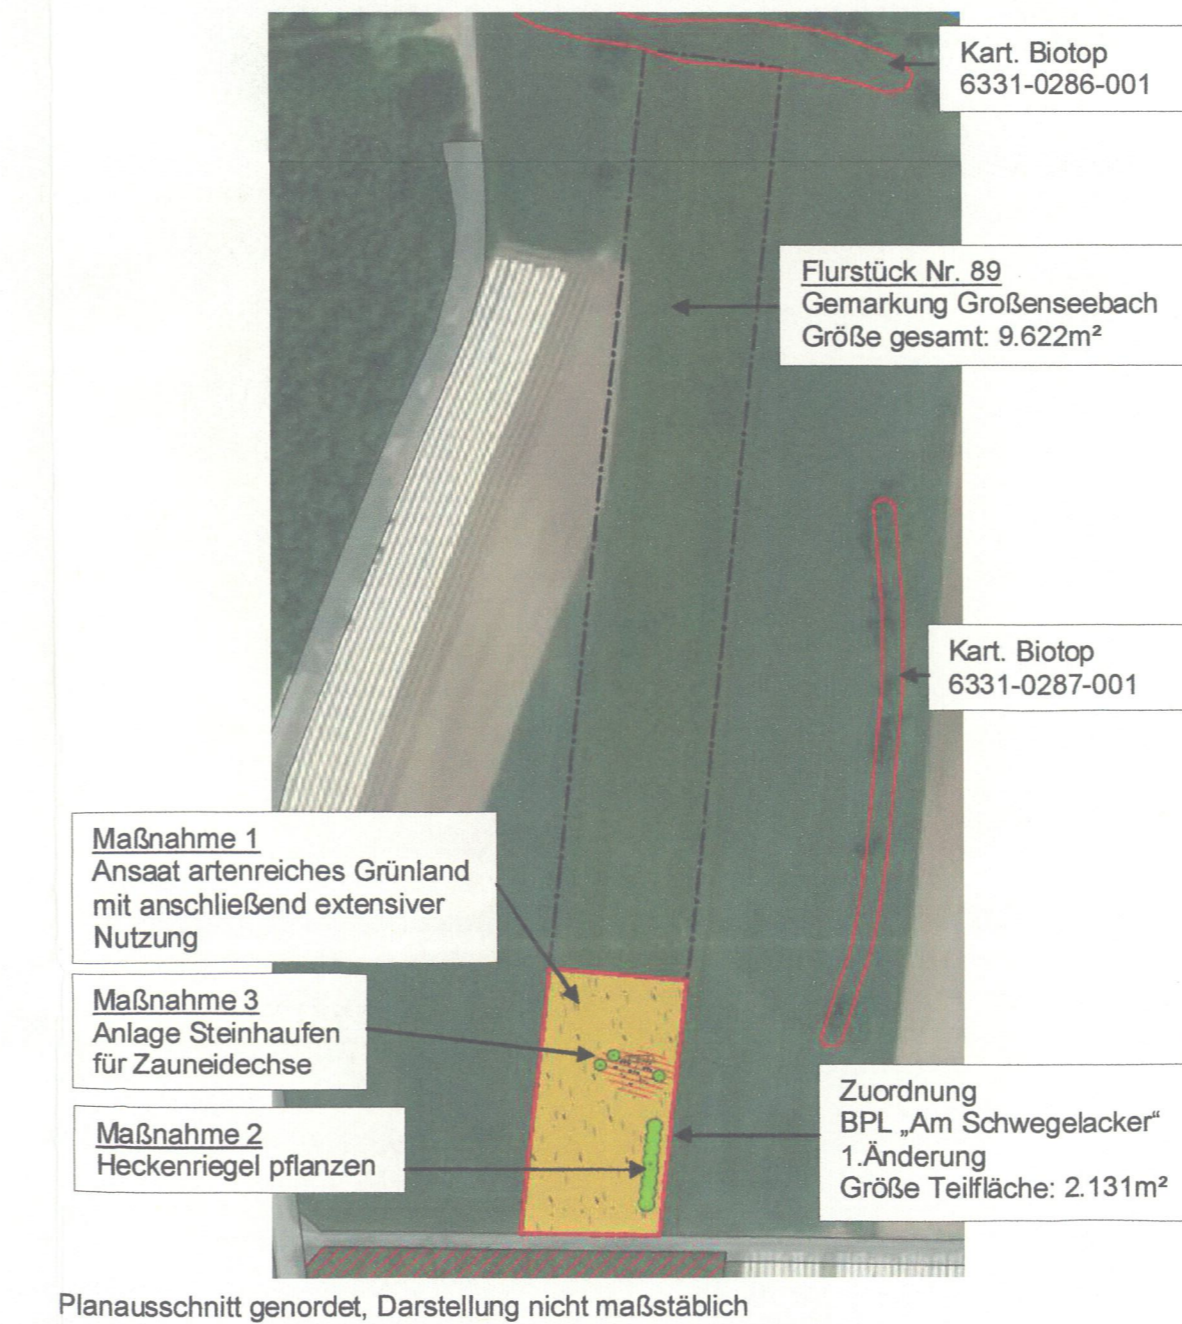 Kart. Biotop
6331-0286-001
Flurstück Nr. 89
Gemarkung Großenseebach
Größe gesamt: 9.622m²
Kart. Biotop
6331-0287-001
Maßnahme 1
Ansaat artenreiches Grünland
mit anschließend extensiver
Nutzung
Maßnahme 3
Anlage Steinhaufen
für Zauneidechse
Maßnahme 2
Heckenriegel pflanzen
Zuordnung
BPL „Am Schwegelacker“
1.Änderung
Größe Teilfläche: 2.131m²
Planausschnitt genordet, Darstellung nicht maßstäblich